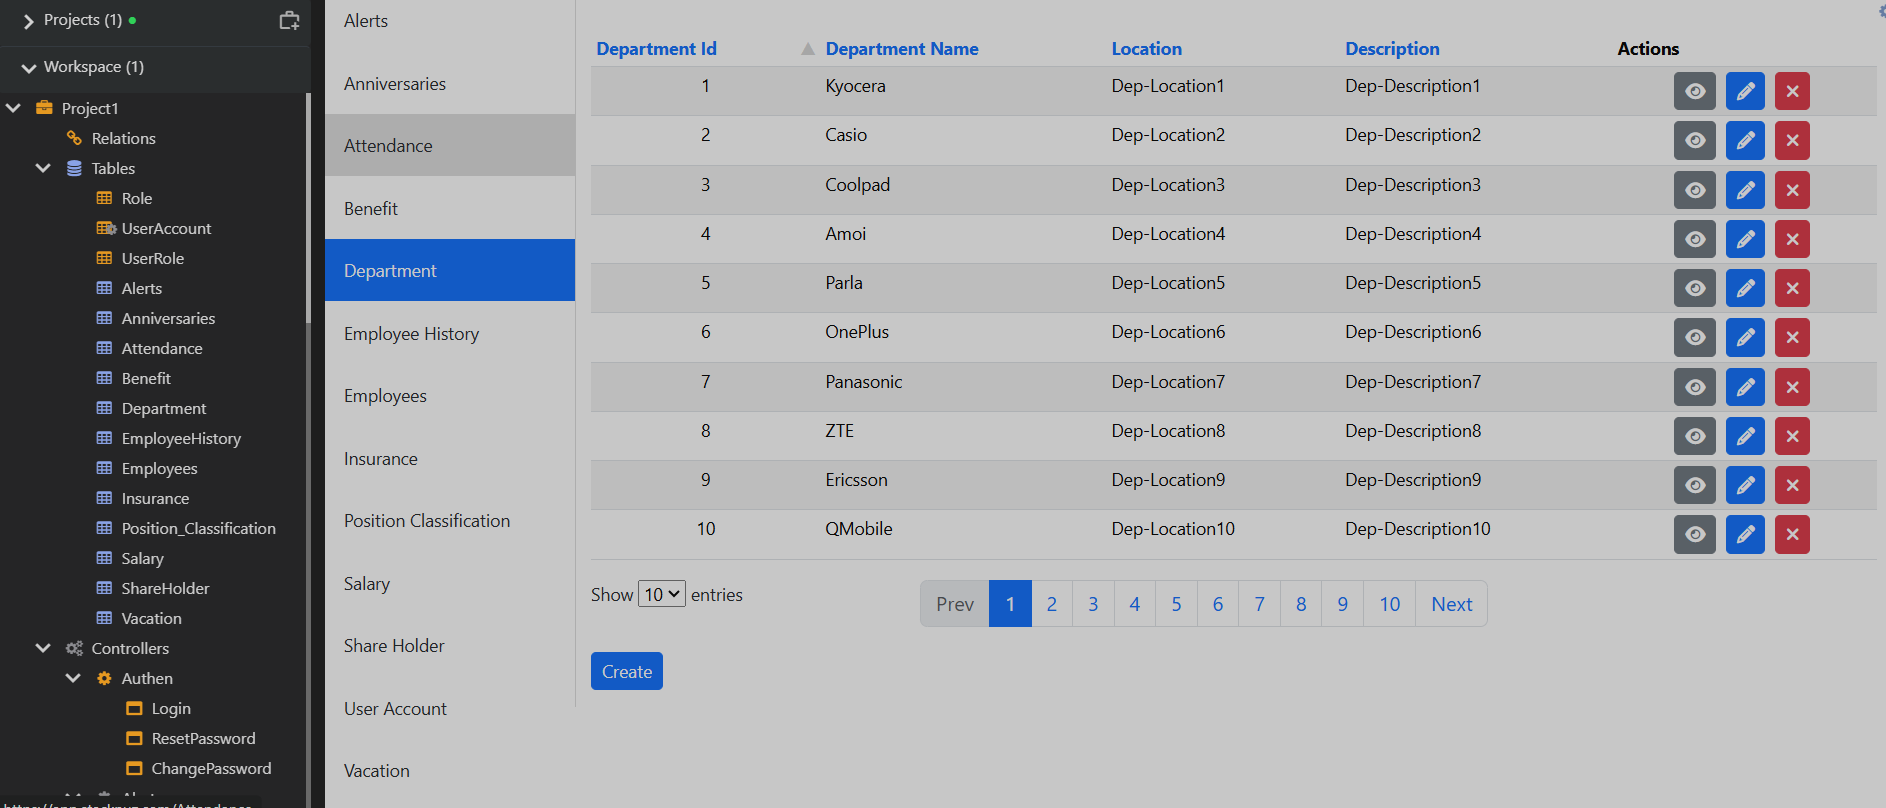 Projects (1)
Workspace (1)
Project1
Relations
Tables
Role
UserAccount
UserRole
Alerts
Anniversaries
Attendance
Benefit
Department
EmployeeHistory
Employees
Insurance
Position_Classification
Salary
ShareHolder
Vacation
Controllers
Authen
Login
ResetPassword
ChangePassword
Alerts
Anniversaries
Attendance
Benefit
Department
Employee History
Employees
Insurance
Position Classification
Salary
Share Holder
User Account
Vacation
Department Id Department Name Location Description Actions
1 Kyocera Dep-Location1 Dep-Description1
2 Casio Dep-Location2 Dep-Description2
3 Coolpad Dep-Location3 Dep-Description3
4 Amoi Dep-Location4 Dep-Description4
5 Parla Dep-Location5 Dep-Description5
6 OnePlus Dep-Location6 Dep-Description6
7 Panasonic Dep-Location7 Dep-Description7
8 ZTE Dep-Location8 Dep-Description8
9 Ericsson Dep-Location9 Dep-Description9
10 QMobile Dep-Location10 Dep-Description10
Show 10 entries Prev 1 2 3 4 5 6 7 8 9 10 Next
Create